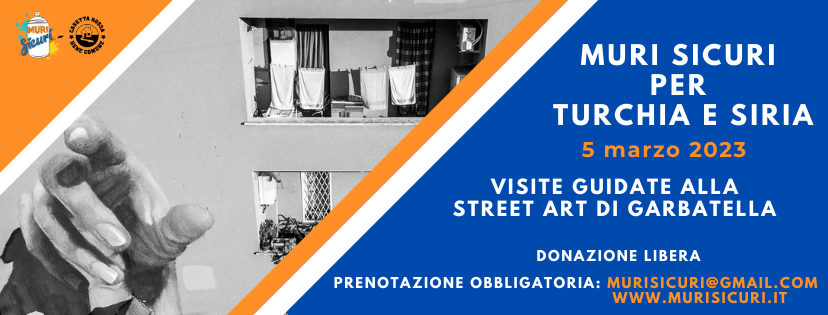 MURI
Sicuri
CASETTA ROSSA
BENE COMUNE
MURI SICURI
PER
TURCHIA E SIRIA
5 marzo 2023
VISITE GUIDATE ALLA
STREET ART DI GARBATELLA
DONAZIONE LIBERA
PRENOTAZIONE OBBLIGATORIA: MURISICURI@GMAIL.COM
WWW.MURISICURI.IT